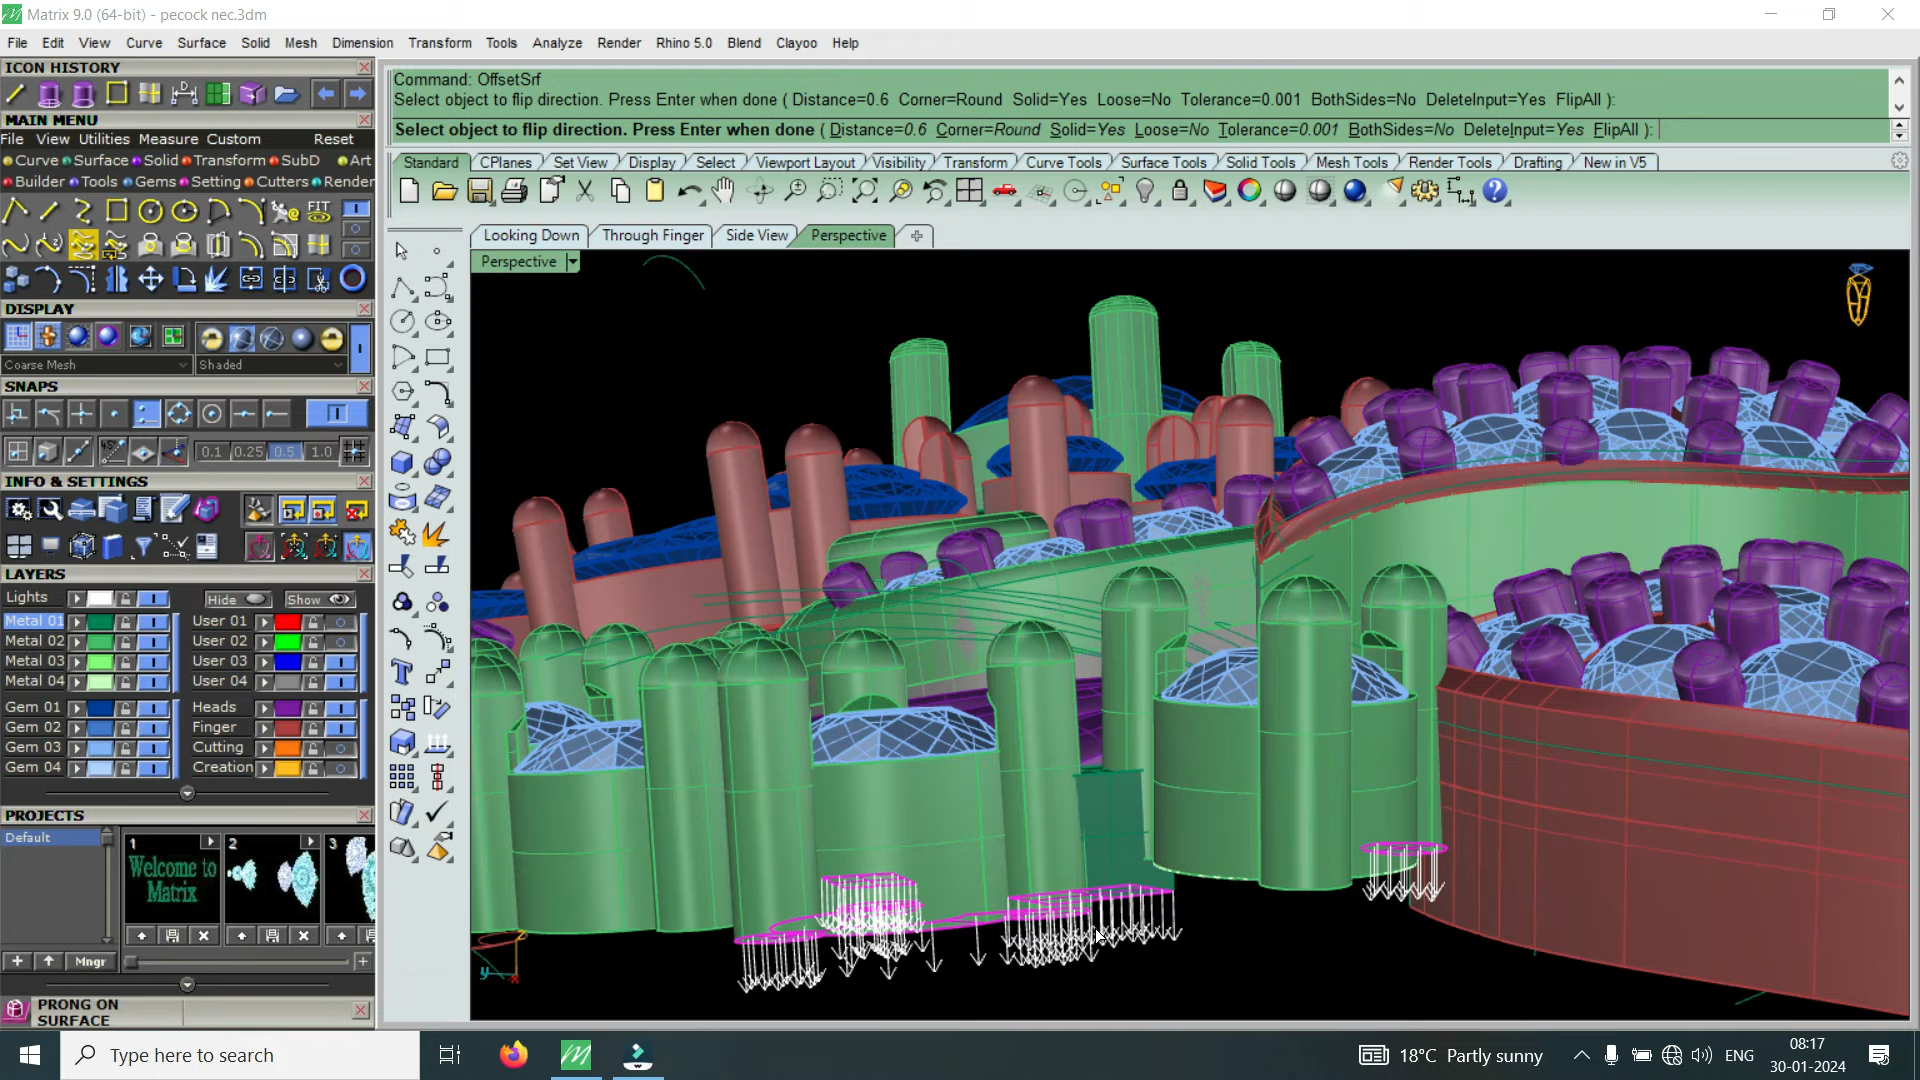 Matrix 9.0 (64-bit) - pecock nec.3dm
File Edit View Curve Surface Solid Mesh Dimension Transform Tools Analyze Render Rhino 5.0 Blend Clayoo Help
ICON HISTORY
MAIN MENU
File View Utilities Measure Custom Reset
Curve Surface Solid Transform SubD Art
Builder Tools Gems Setting Cutters Render
FIT
DISPLAY
Coarse Mesh Shaded
SNAPS
0.1 0.25 0.5 1.0
INFO & SETTINGS
LAYERS
Lights Hide Show
Metal 01 User 01
Metal 02 User 02
Metal 03 User 03
Metal 04 User 04
Gem 01 Heads
Gem 02 Finger
Gem 03 Cutting
Gem 04 Creation
PROJECTS
Default
1 2 3
Welcome to
Matrix
Mngr
PRONG ON
SURFACE
Command: OffsetSrf
Select object to flip direction. Press Enter when done ( Distance=0.6 Corner=Round Solid=Yes Loose=No Tolerance=0.001 BothSides=No DeleteInput=Yes FlipAll ):
Select object to flip direction. Press Enter when done ( Distance=0.6 Corner=Round Solid=Yes Loose=No Tolerance=0.001 BothSides=No DeleteInput=Yes FlipAll ):
Standard CPlanes Set View Display Select Viewport Layout Visibility Transform Curve Tools Surface Tools Solid Tools Mesh Tools Render Tools Drafting New in V5
Looking Down Through Finger Side View Perspective
Perspective
z
y
x
Type here to search
18°C Partly sunny
ENG
08:17
30-01-2024